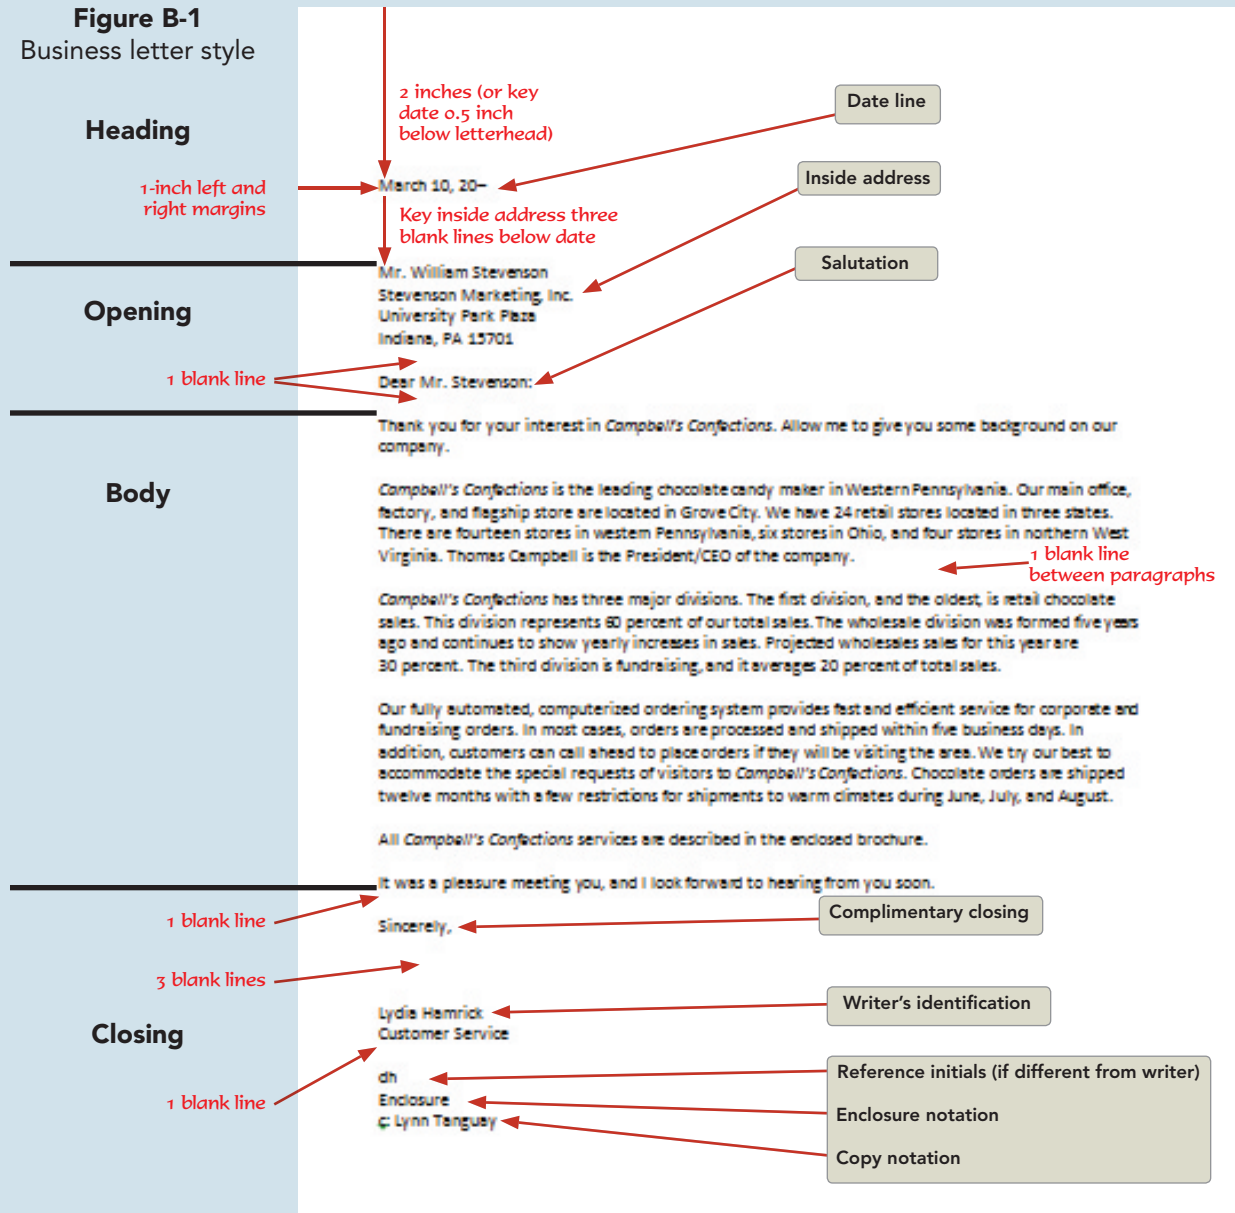 Figure B-1
Business letter style
Heading
2 inches (or key
date 0.5 inch
below letterhead)
Date line
1-inch left and
right margins
March 10, 20–
Inside address
Key inside address three
blank lines below date
Opening
Mr. William Stevenson
Stevenson Marketing, Inc.
University Park Plaza
Indiana, PA 15701
Salutation
1 blank line
Dear Mr. Stevenson:
Body
Thank you for your interest in Campbell's Confections. Allow me to give you some background on our
company.
Campbell's Confections is the leading chocolate candy maker in Western Pennsylvania. Our main office,
factory, and flagship store are located in Grove City. We have 24 retail stores located in three states.
There are fourteen stores in western Pennsylvania, six stores in Ohio, and four stores in northern West
Virginia. Thomas Campbell is the President/CEO of the company.
1 blank line
between paragraphs
Campbell's Confections has three major divisions. The first division, and the oldest, is retail chocolate
sales. This division represents 60 percent of our total sales. The wholesale division was formed five years
ago and continues to show yearly increases in sales. Projected wholesales sales for this year are
30 percent. The third division is fundraising, and it averages 20 percent of total sales.
Our fully automated, computerized ordering system provides fast and efficient service for corporate and
fundraising orders. In most cases, orders are processed and shipped within five business days. In
addition, customers can call ahead to place orders if they will be visiting the area. We try our best to
accommodate the special requests of visitors to Campbell's Confections. Chocolate orders are shipped
twelve months with a few restrictions for shipments to warm climates during June, July, and August.
All Campbell's Confections services are described in the enclosed brochure.
It was a pleasure meeting you, and I look forward to hearing from you soon.
1 blank line
Sincerely,
Complimentary closing
3 blank lines
Closing
Lydia Hamrick
Customer Service
Writer's identification
1 blank line
dh
Enclosure
c: Lynn Tanguay
Reference initials (if different from writer)
Enclosure notation
Copy notation